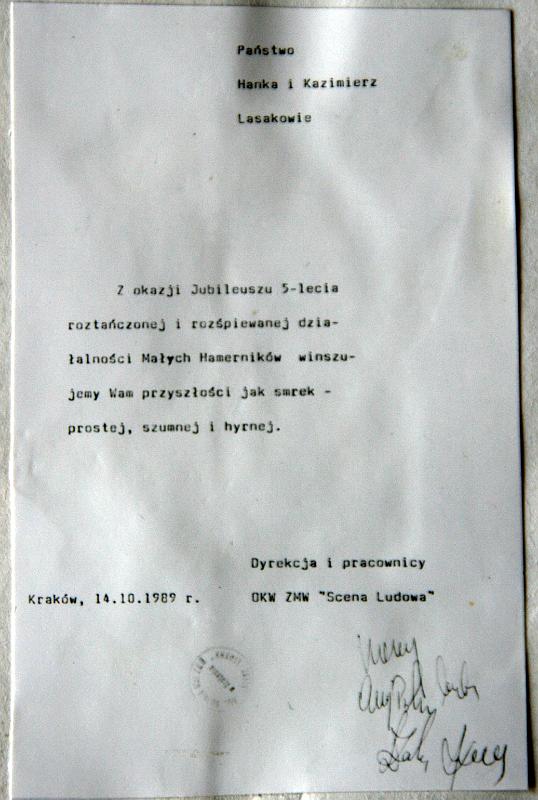 Państwo
Hanka i Kazimierz
Lasakowie
Z okazji Jubileuszu 5-lecia
roztańczonej i rozśpiewanej dzia-
łalności Małych Hamerników winszu-
jemy Wam przyszłości jak smrek -
prostej, szumnej i hyrnej.
Dyrekcja i pracownicy
Kraków, 14.10.1989 r. OKW ZMW "Scena Ludowa"